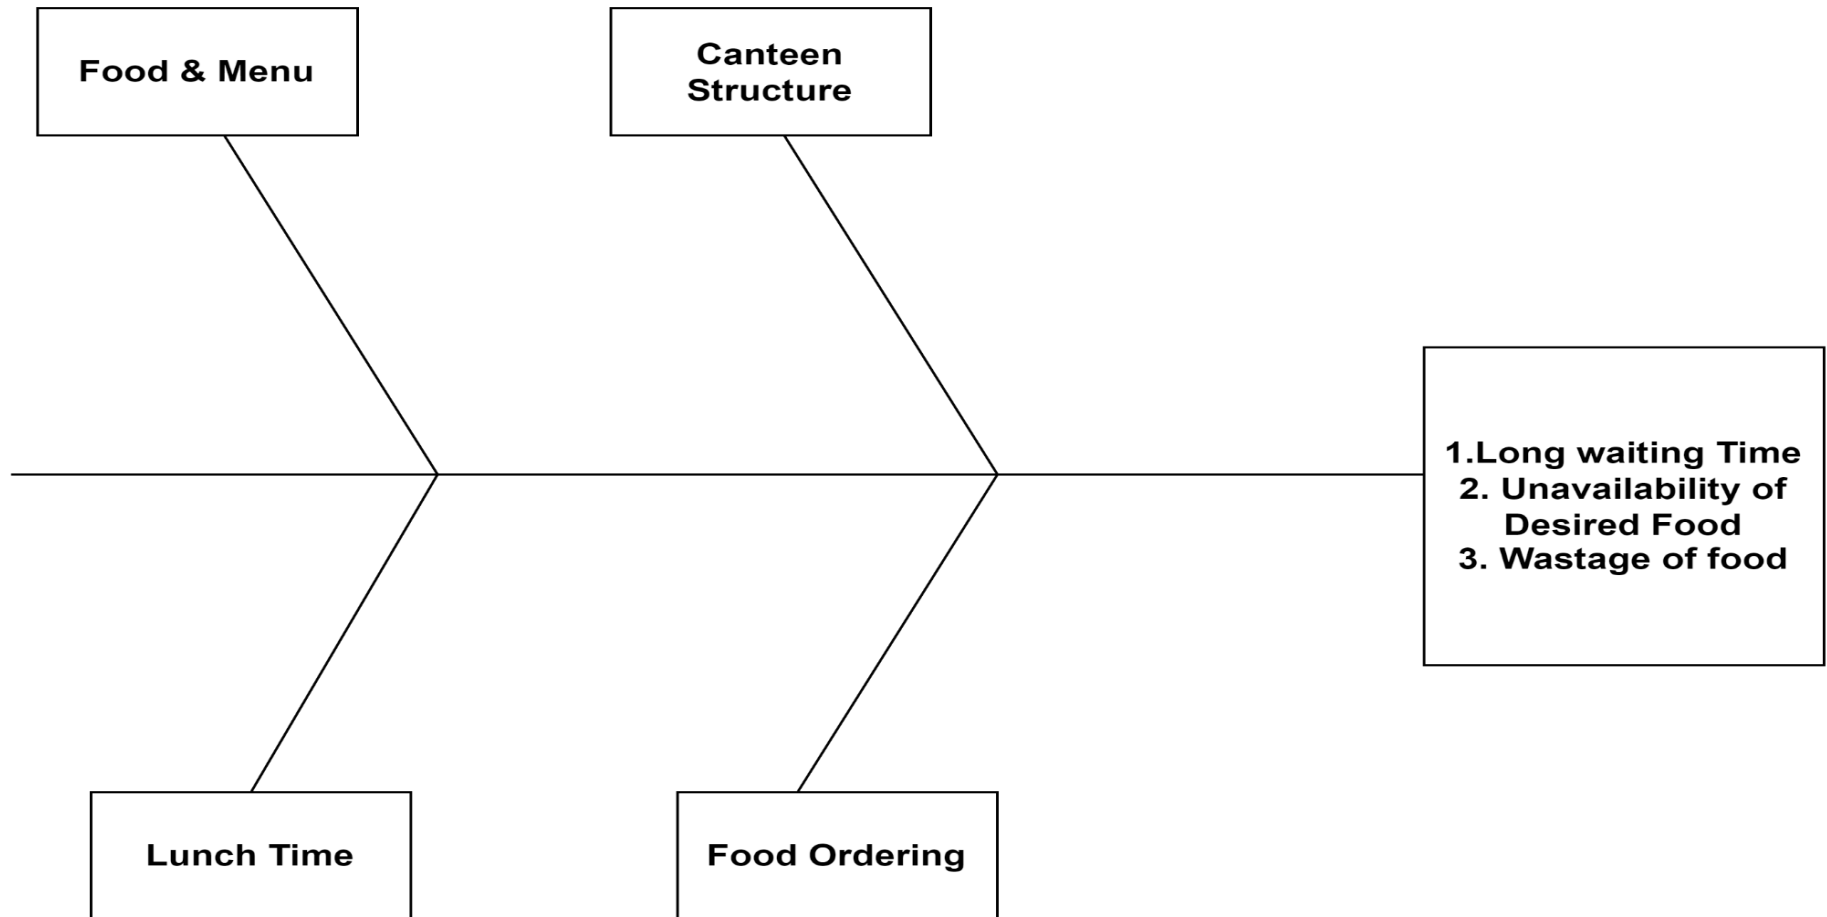 Food & Menu
Canteen
Structure
1.Long waiting Time
2. Unavailability of
Desired Food
3. Wastage of food
Lunch Time
Food Ordering